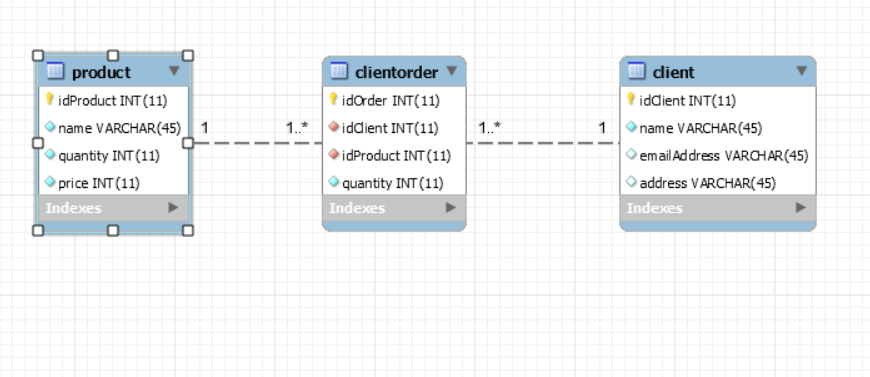 product
idProduct INT(11)
name VARCHAR(45)
quantity INT(11)
price INT(11)
Indexes
1
1..*
clientorder
idOrder INT(11)
idClient INT(11)
idProduct INT(11)
quantity INT(11)
Indexes
1..*
1
client
idClient INT(11)
name VARCHAR(45)
emailAddress VARCHAR(45)
address VARCHAR(45)
Indexes